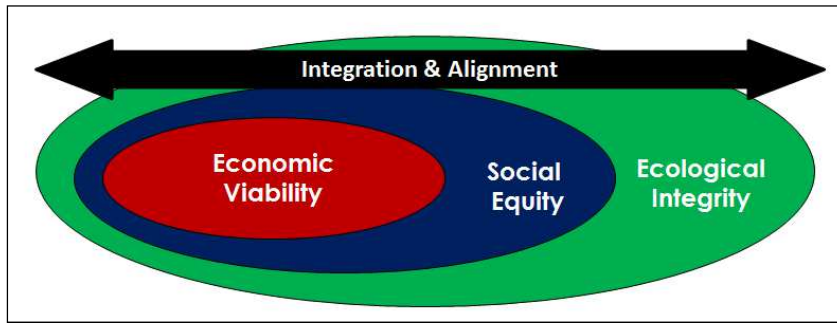 Integration & Alignment
Economic
Viability
Social
Equity
Ecological
Integrity